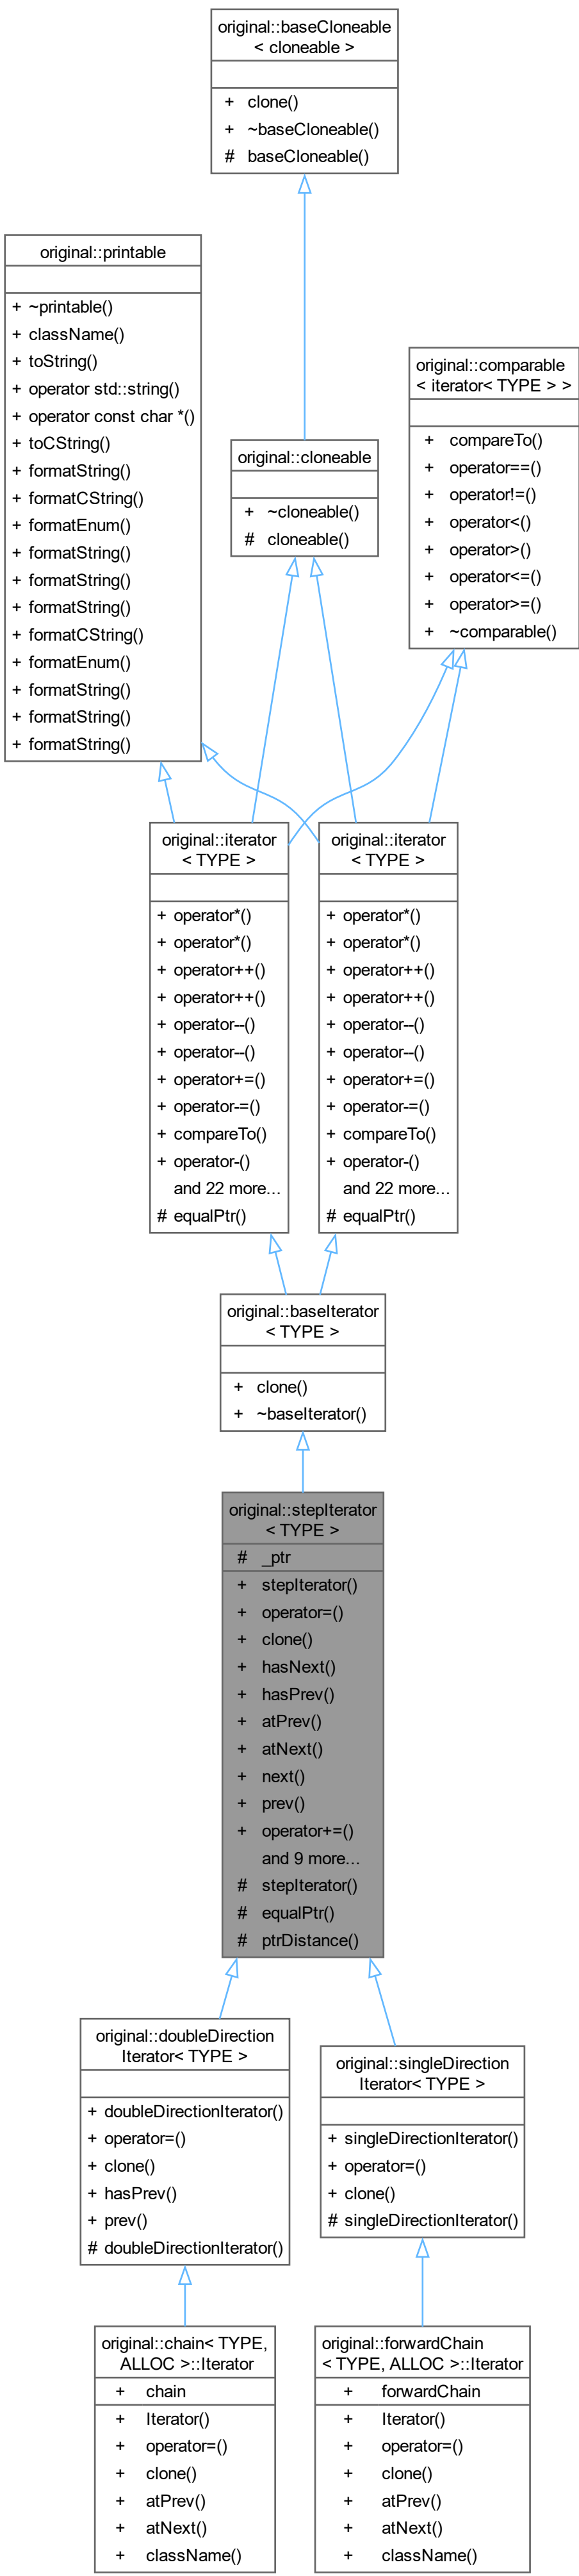 original::baseCloneable
< cloneable >
+ clone()
+ ~baseCloneable()
# baseCloneable()
original::printable
+ ~printable()
+ className()
+ toString()
+ operator std::string()
+ operator const char *()
+ toCString()
+ formatString()
+ formatCString()
+ formatEnum()
+ formatString()
+ formatString()
+ formatString()
+ formatCString()
+ formatEnum()
+ formatString()
+ formatString()
+ formatString()
original::comparable
< iterator< TYPE > >
+ compareTo()
+ operator==()
+ operator!=()
+ operator<()
+ operator>()
+ operator<=()
+ operator>=()
+ ~comparable()
original::cloneable
+ ~cloneable()
# cloneable()
original::iterator
< TYPE >
+ operator*()
+ operator*()
+ operator++()
+ operator++()
+ operator--()
+ operator--()
+ operator+=()
+ operator-=()
+ compareTo()
+ operator-()
and 22 more...
# equalPtr()
original::iterator
< TYPE >
+ operator*()
+ operator*()
+ operator++()
+ operator++()
+ operator--()
+ operator--()
+ operator+=()
+ operator-=()
+ compareTo()
+ operator-()
and 22 more...
# equalPtr()
original::baseIterator
< TYPE >
+ clone()
+ ~baseIterator()
original::stepIterator
< TYPE >
# _ptr
+ stepIterator()
+ operator=()
+ clone()
+ hasNext()
+ hasPrev()
+ atPrev()
+ atNext()
+ next()
+ prev()
+ operator+=()
and 9 more...
# stepIterator()
# equalPtr()
# ptrDistance()
original::doubleDirection
Iterator< TYPE >
+ doubleDirectionIterator()
+ operator=()
+ clone()
+ hasPrev()
+ prev()
# doubleDirectionIterator()
original::singleDirection
Iterator< TYPE >
+ singleDirectionIterator()
+ operator=()
+ clone()
# singleDirectionIterator()
original::chain< TYPE,
ALLOC >::Iterator
+ chain
+ Iterator()
+ operator=()
+ clone()
+ atPrev()
+ atNext()
+ className()
original::forwardChain
< TYPE, ALLOC >::Iterator
+ forwardChain
+ Iterator()
+ operator=()
+ clone()
+ atPrev()
+ atNext()
+ className()